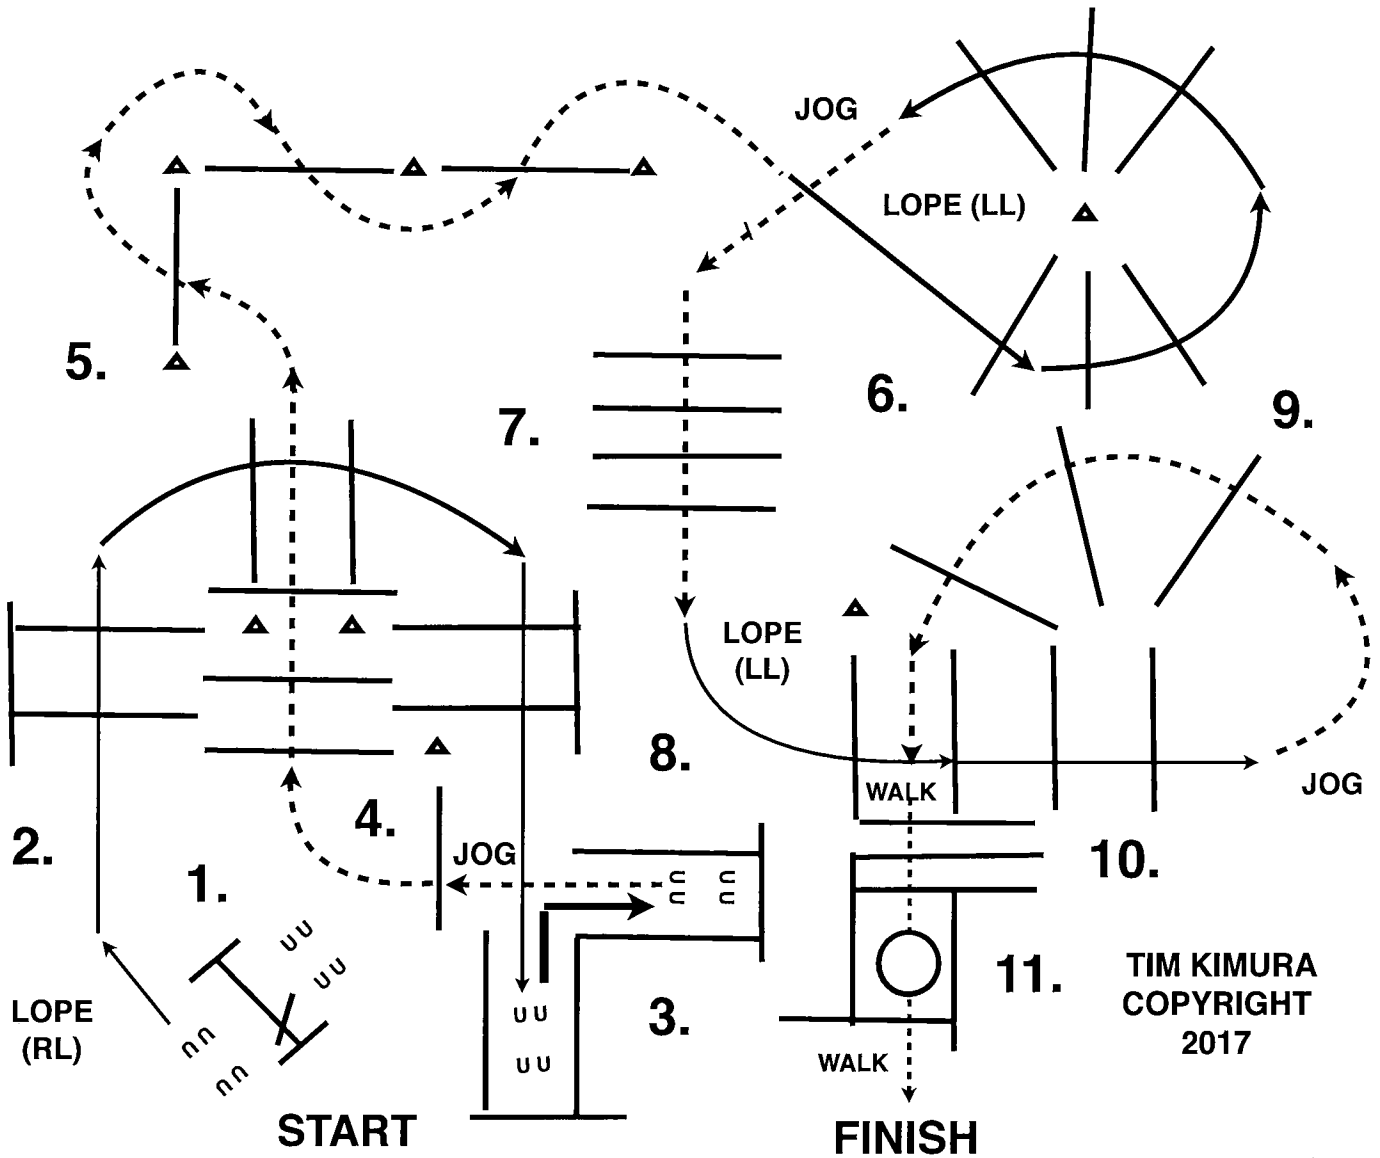 JOG
LOPE (LL)
5.
6.
7.
9.
LOPE
(LL)
8.
JOG
WALK
2.
4.
JOG
1.
10.
LOPE
(RL)
3.
11.
TIM KIMURA
COPYRIGHT
2017
WALK
START
FINISH